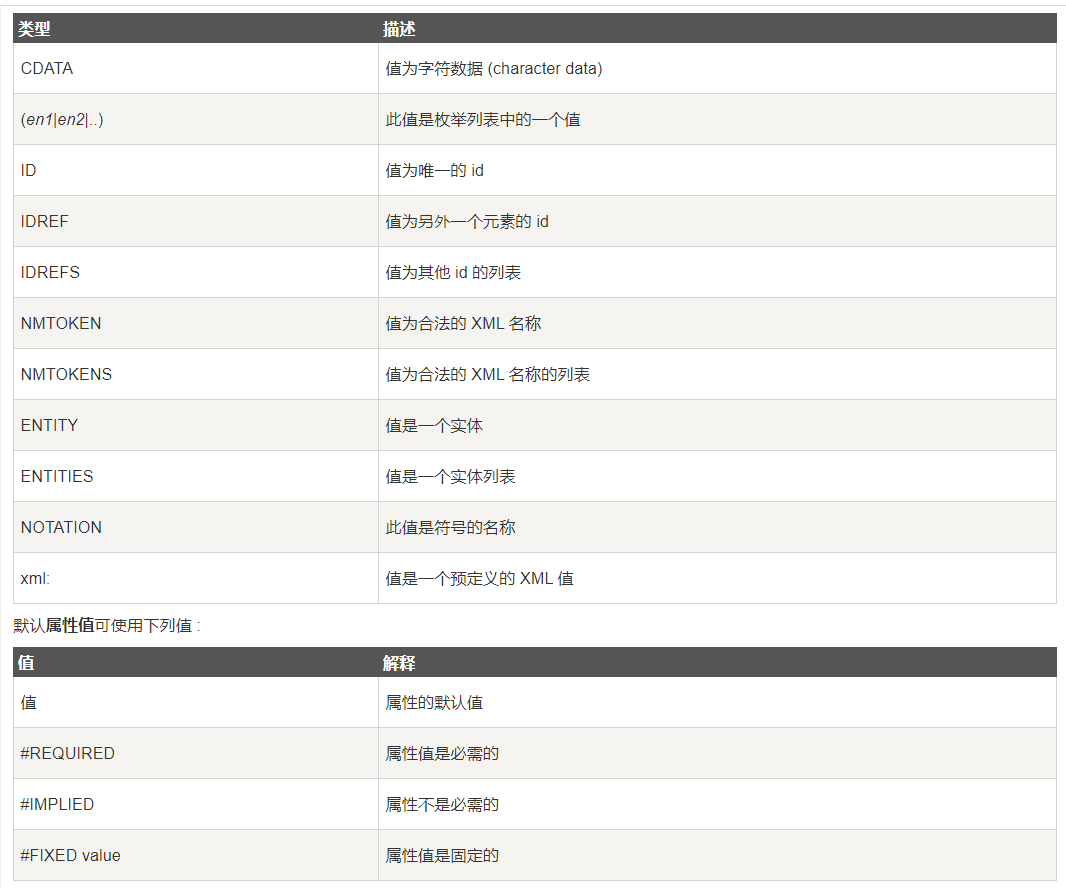 类型 描述
CDATA 值为字符数据 (character data)
(en1|en2|..) 此值是枚举列表中的一个值
ID 值为唯一的 id
IDREF 值为另外一个元素的 id
IDREFS 值为其他 id 的列表
NMTOKEN 值为合法的 XML 名称
NMTOKENS 值为合法的 XML 名称的列表
ENTITY 值是一个实体
ENTITIES 值是一个实体列表
NOTATION 此值是符号的名称
xml: 值是一个预定义的 XML 值
默认属性值可使用下列值 :
值 解释
值 属性的默认值
#REQUIRED 属性值是必需的
#IMPLIED 属性不是必需的
#FIXED value 属性值是固定的